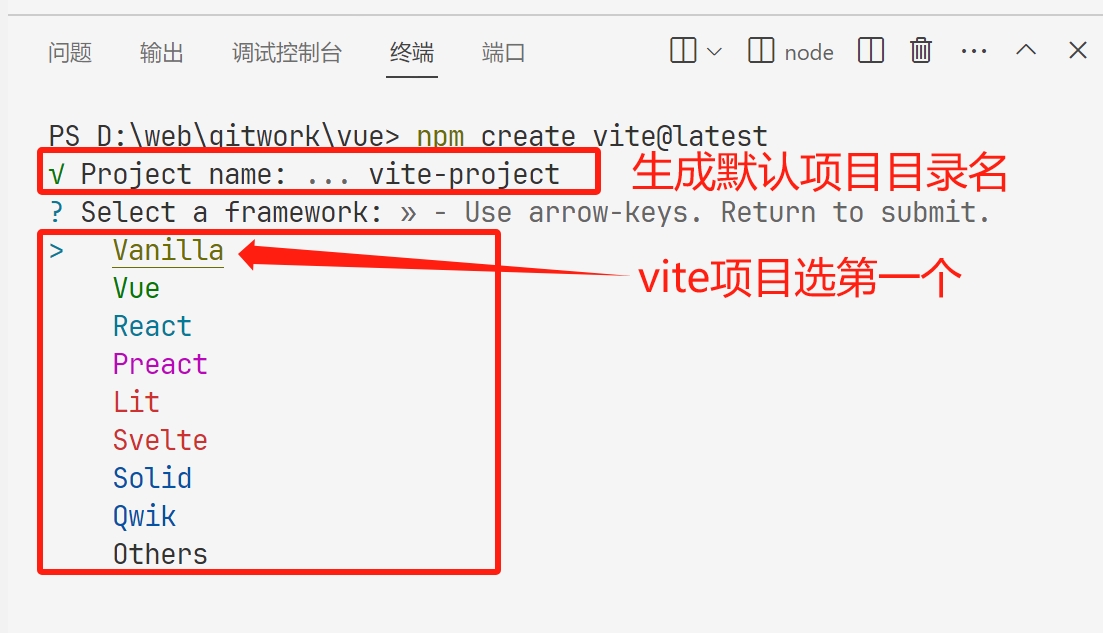 问题 输出 调试控制台 终端 端口 node
PS D:\web\gitwork\vue> npm create vite@latest
√ Project name: ... vite-project
生成默认项目目录名
? Select a framework: » - Use arrow-keys. Return to submit.
> Vanilla
vite项目选第一个
Vue
React
Preact
Lit
Svelte
Solid
Qwik
Others